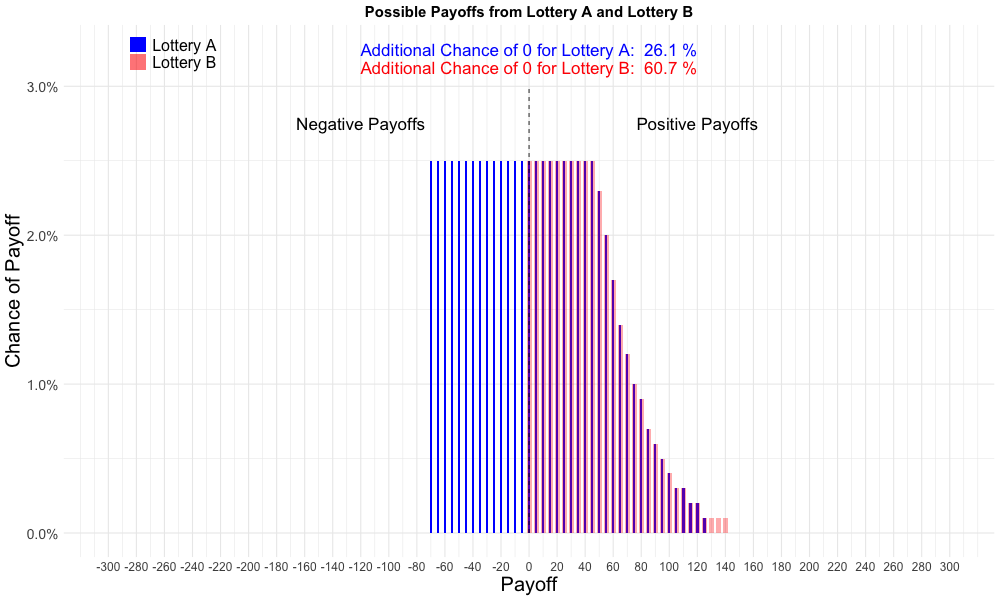 Possible Payoffs from Lottery A and Lottery B
Lottery A
Lottery B
Additional Chance of 0 for Lottery A: 26.1 %
Additional Chance of 0 for Lottery B: 60.7 %
Negative Payoffs
Positive Payoffs
Chance of Payoff
3.0%
2.0%
1.0%
0.0%
-300 -280 -260 -240 -220 -200 -180 -160 -140 -120 -100 -80 -60 -40 -20 0 20 40 60 80 100 120 140 160 180 200 220 240 260 280 300
Payoff